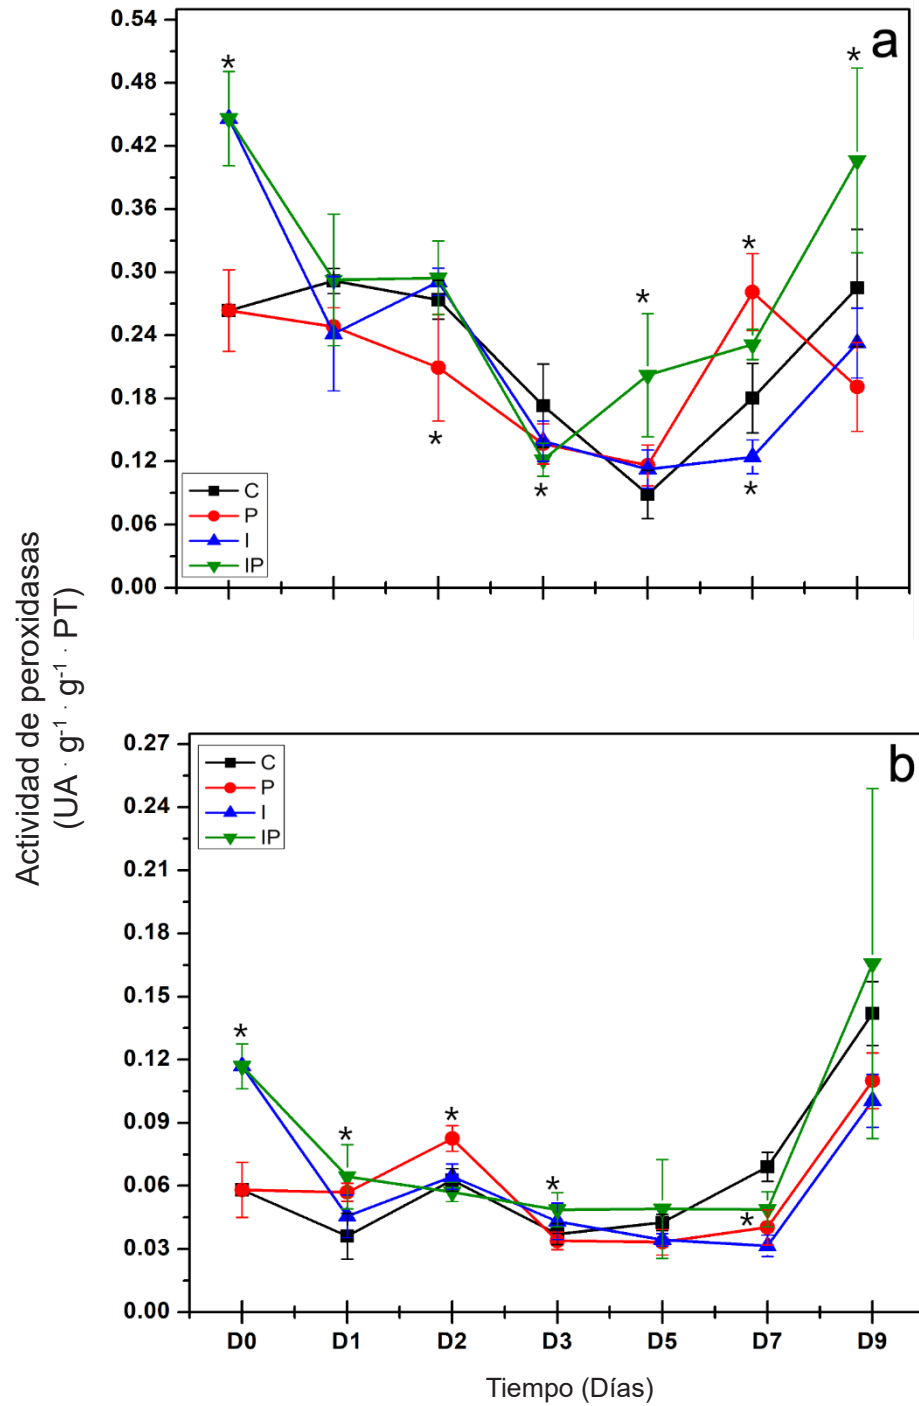 a
0.54
0.48
0.42
0.36
0.30
0.24
0.18
0.12
0.06
0.00
*
*
*
*
*
*
*
C
P
I
IP
Actividad de peroxidasas
(UA · g⁻¹ · g⁻¹ · PT)
b
0.27
0.24
0.21
0.18
0.15
0.12
0.09
0.06
0.03
0.00
C
P
I
IP
*
*
*
*
*
D0 D1 D2 D3 D5 D7 D9
Tiempo (Días)